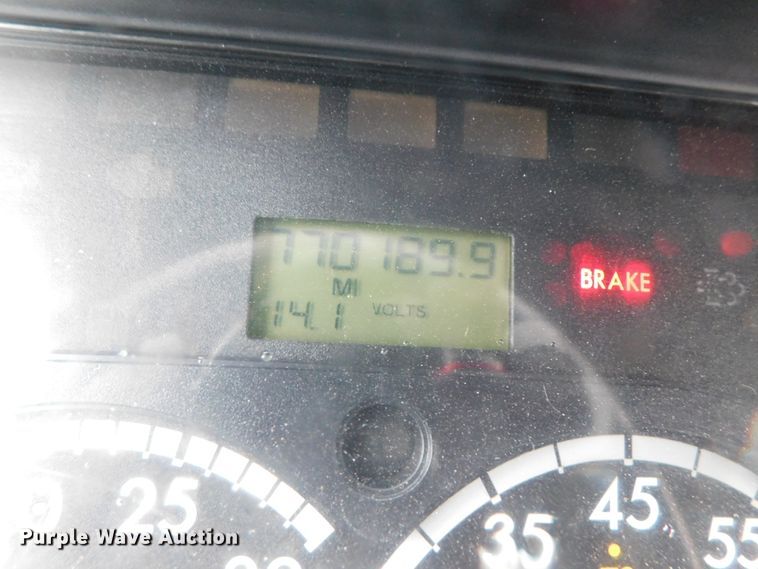 770189.9
MI
14.1 VOLTS
BRAKE
25
35 45 55
Purple Wave Auction